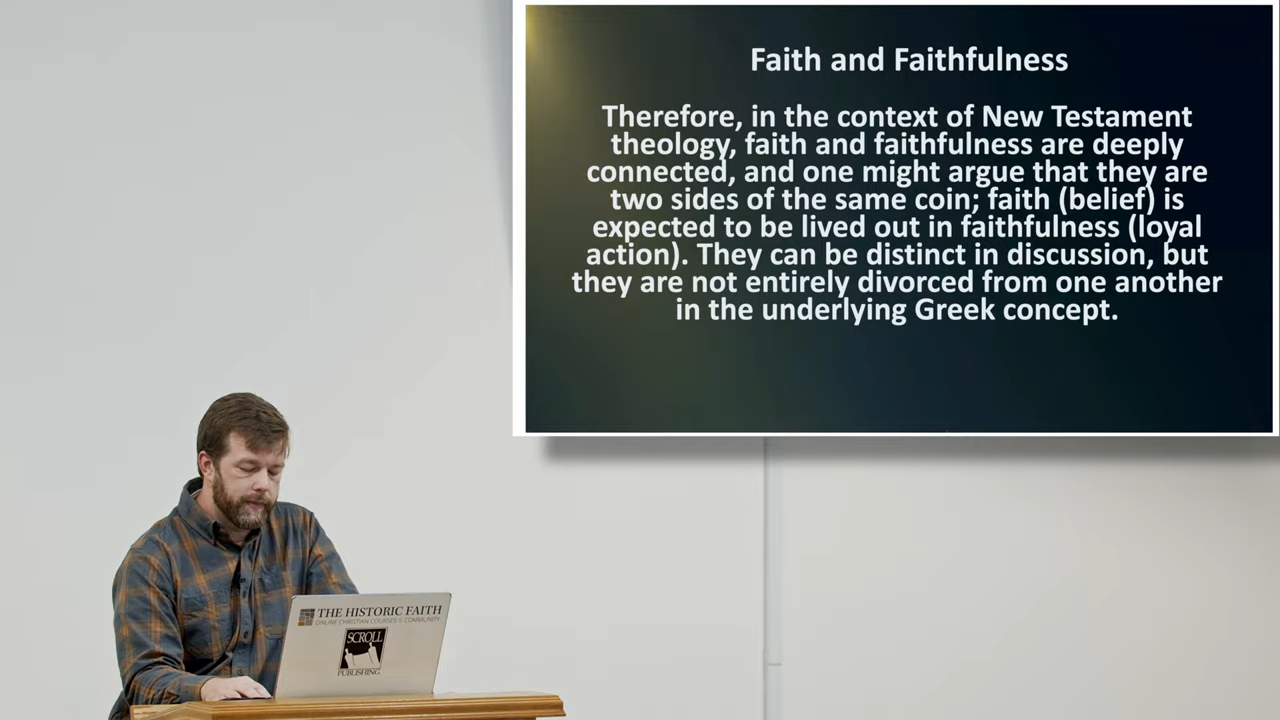 Faith and Faithfulness
Therefore, in the context of New Testament
theology, faith and faithfulness are deeply
connected, and one might argue that they are
two sides of the same coin; faith (belief) is
expected to be lived out in faithfulness (loyal
action). They can be distinct in discussion, but
they are not entirely divorced from one another
in the underlying Greek concept.
THE HISTORIC FAITH
ONLINE CHRISTIAN COURSES & COMMUNITY
SCROLL
PUBLISHING